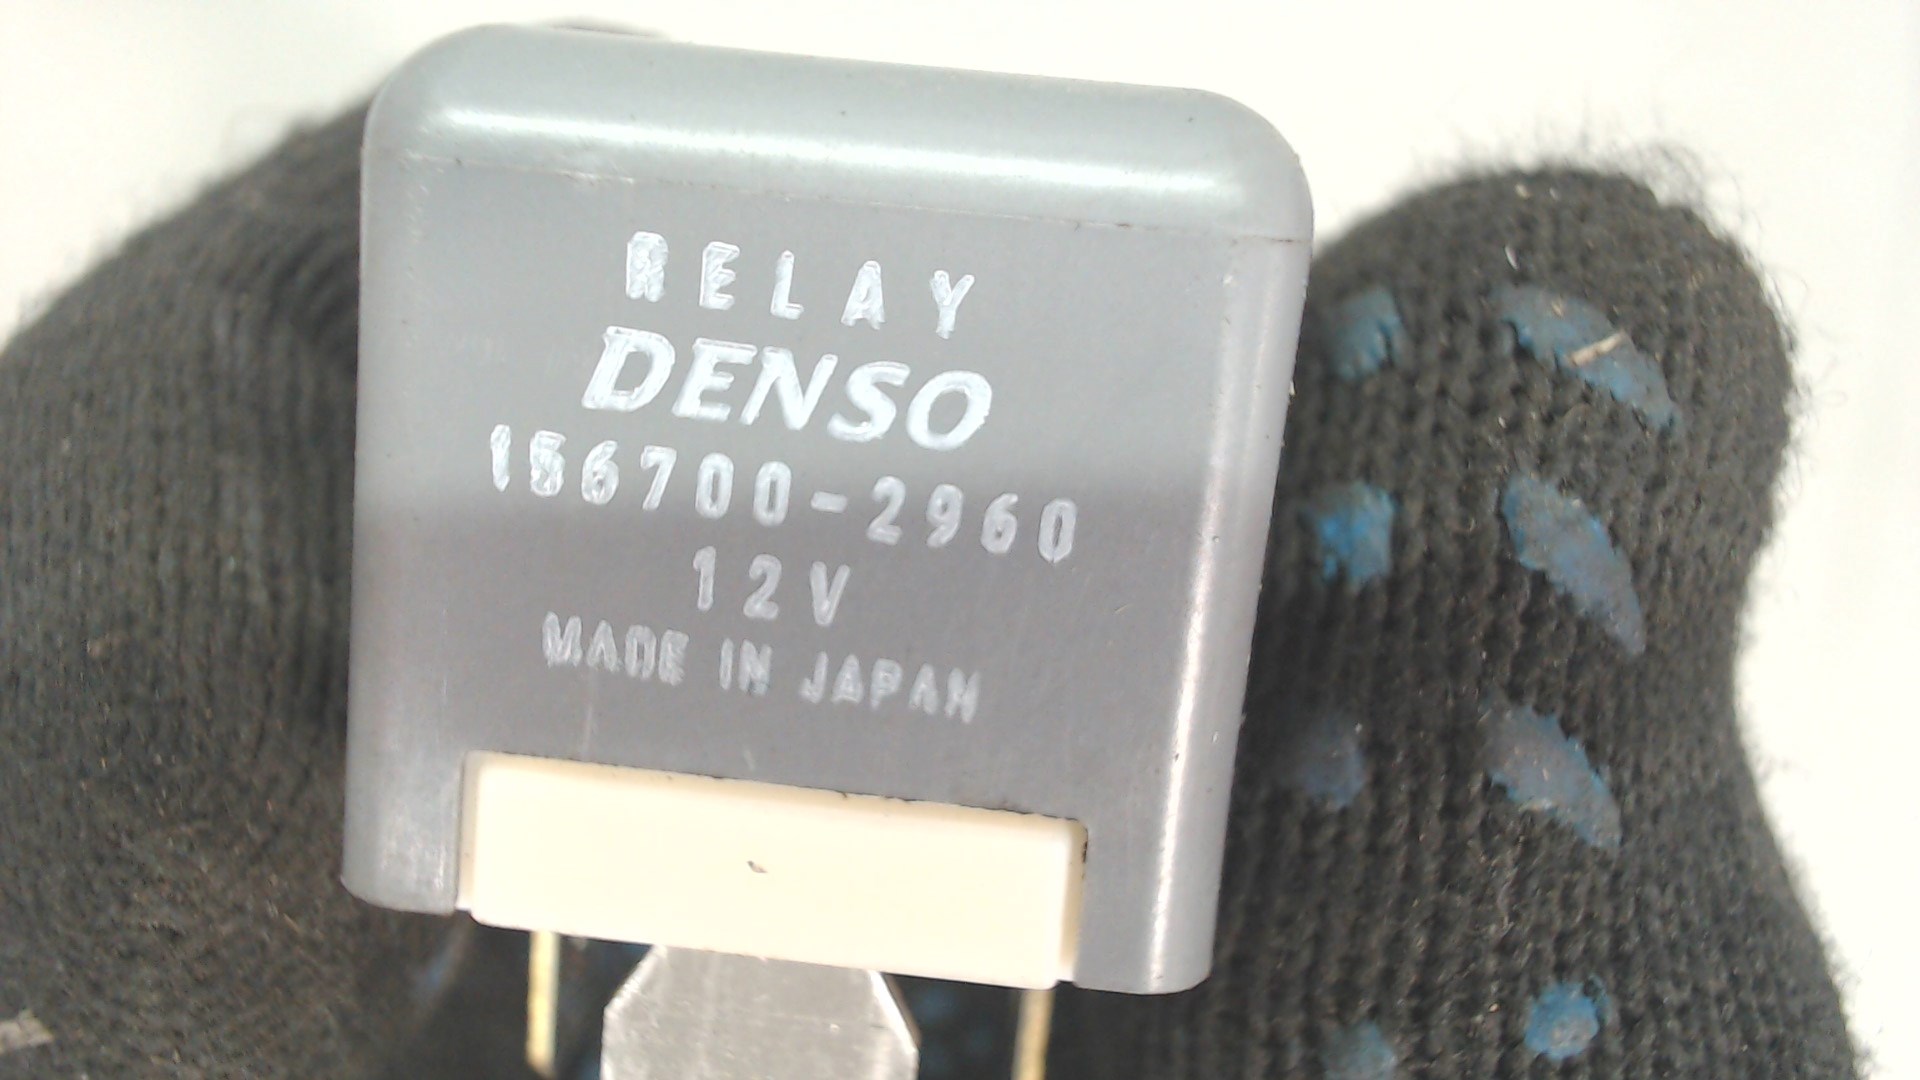 RELAY
DENSO
156700-2960
12V
MADE IN JAPAN